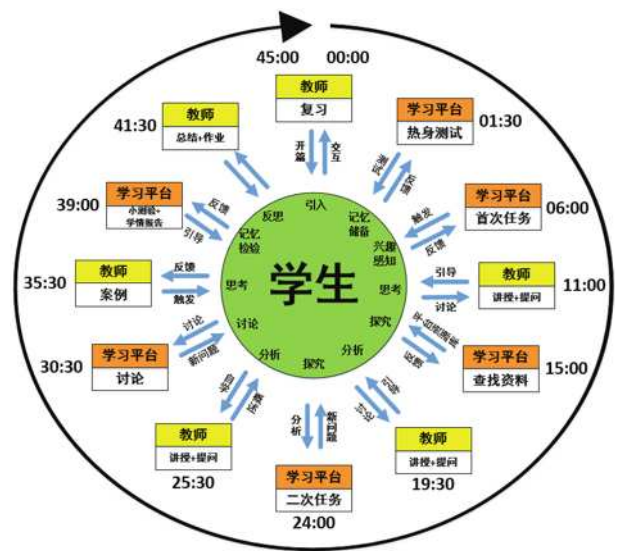 45:00
00:00
教师
复习
开篇
交互
学习平台
热身测试
01:30
反馈
学习平台
首次任务
06:00
触发
反馈
教师
讲授+提问
11:00
引导
讨论
学习平台
查找资料
15:00
反馈
教师
讲授+提问
19:30
引导
讨论
学习平台
二次任务
24:00
分析
新问题
教师
讲授+提问
25:30
学习平台
讨论
30:30
讨论
新问题
教师
案例
35:30
反馈
触发
学习平台
小测验+
学情报告
39:00
反馈
引导
教师
总结+作业
41:30
引入
记忆
储备
兴趣
感知
思考
探究
分析
探究
分析
讨论
思考
记忆
检验
反思
学生